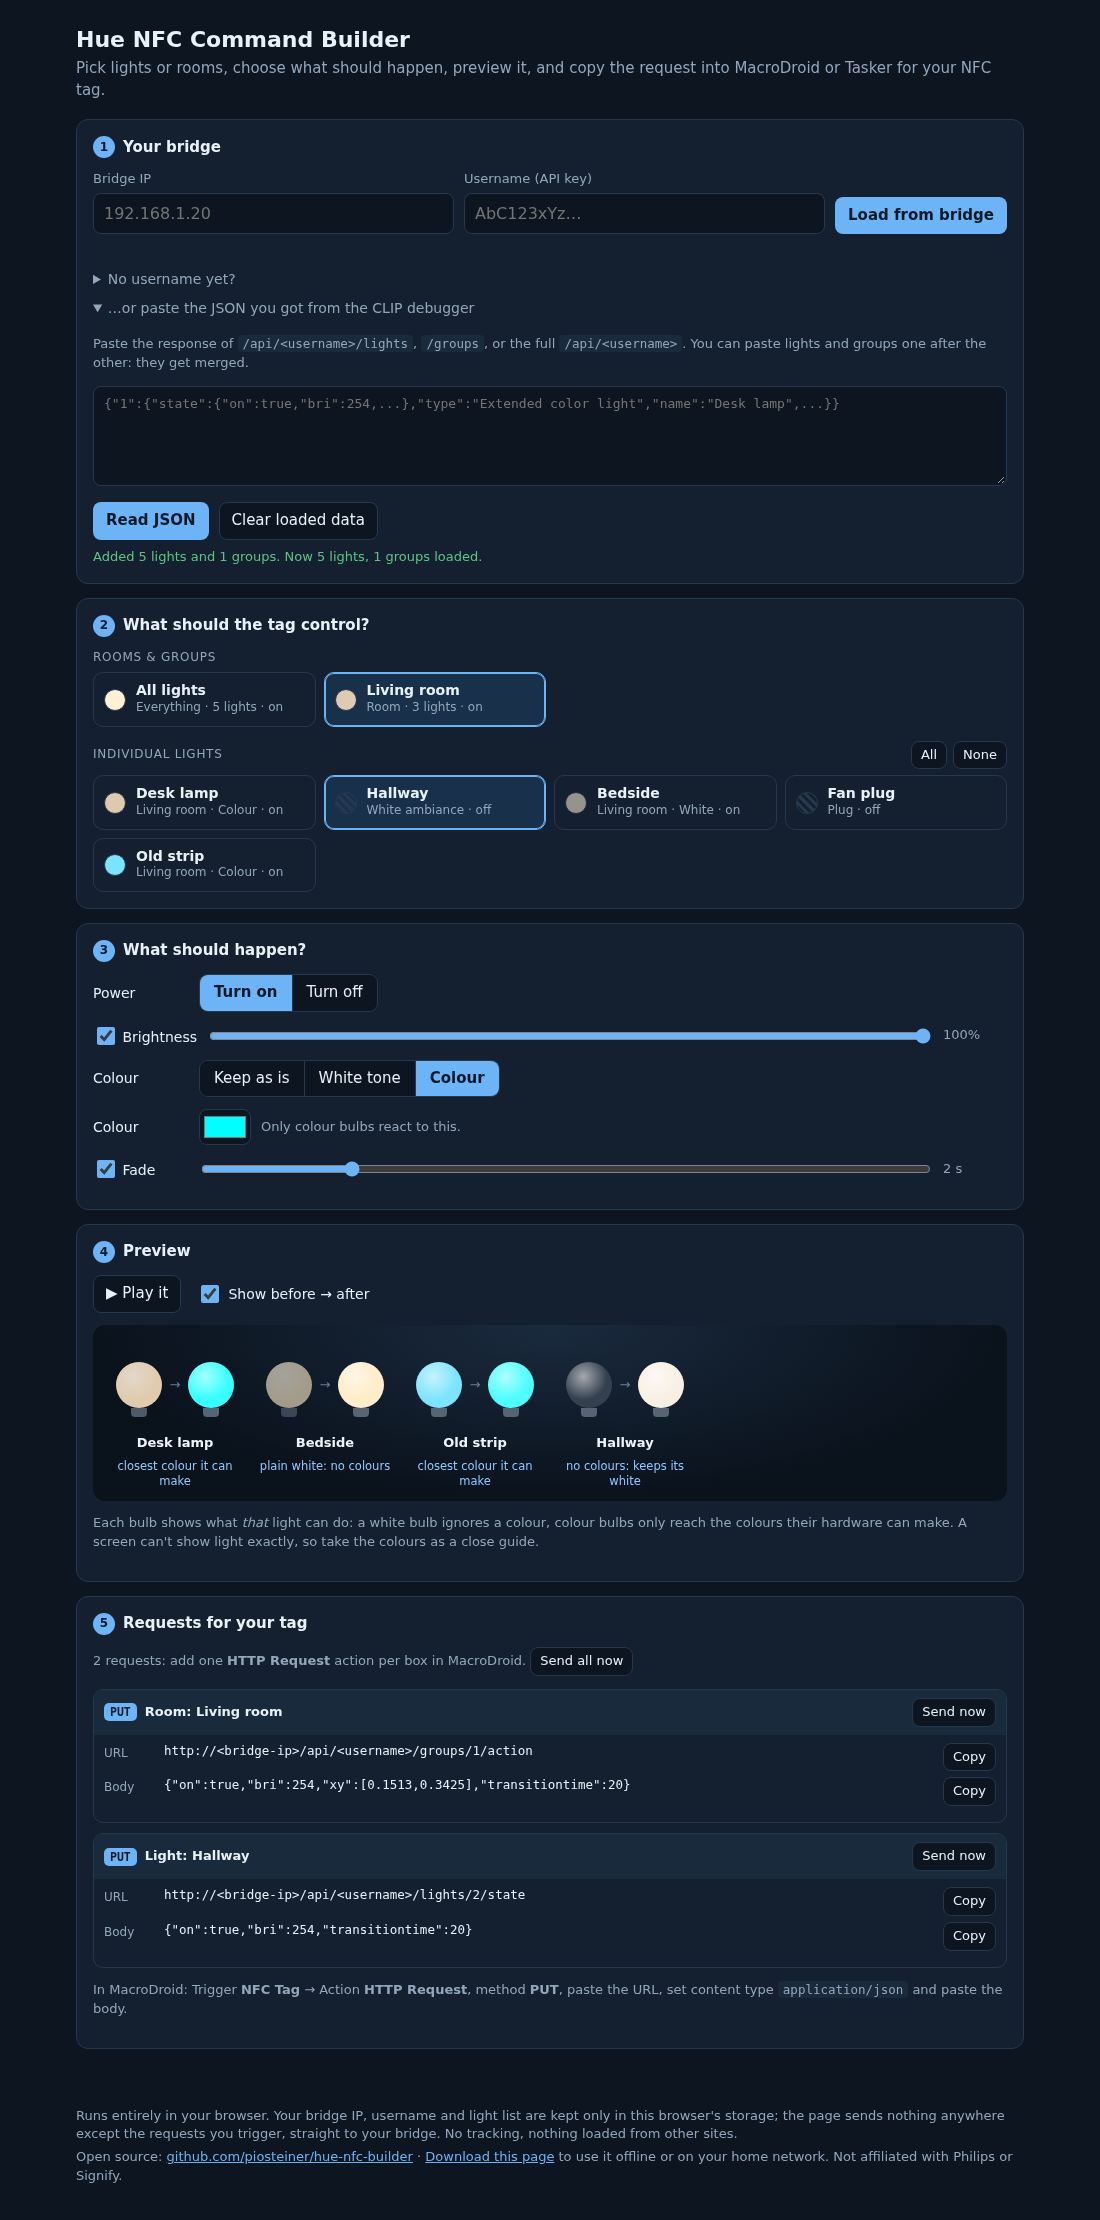 Hue NFC Command Builder
Pick lights or rooms, choose what should happen, preview it, and copy the request into MacroDroid or Tasker for your NFC
tag.
1 Your bridge
Bridge IP
Username (API key)
192.168.1.20
AbC123xYz…
Load from bridge
▶ No username yet?
▼ …or paste the JSON you got from the CLIP debugger
Paste the response of /api/<username>/lights, /groups, or the full /api/<username>. You can paste lights and groups one after the
other: they get merged.
{"1":{"state":{"on":true,"bri":254,...},"type":"Extended color light","name":"Desk lamp",...}}
Read JSON
Clear loaded data
Added 5 lights and 1 groups. Now 5 lights, 1 groups loaded.
2 What should the tag control?
ROOMS & GROUPS
All lights
Everything · 5 lights · on
Living room
Room · 3 lights · on
INDIVIDUAL LIGHTS
All
None
Desk lamp
Living room · Colour · on
Hallway
White ambiance · off
Bedside
Living room · White · on
Fan plug
Plug · off
Old strip
Living room · Colour · on
3 What should happen?
Power
Turn on
Turn off
Brightness
100%
Colour
Keep as is
White tone
Colour
Colour
Only colour bulbs react to this.
Fade
2 s
4 Preview
▶ Play it
Show before → after
→
→
→
→
Desk lamp
closest colour it can
make
Bedside
plain white: no colours
Old strip
closest colour it can
make
Hallway
no colours: keeps its
white
Each bulb shows what that light can do: a white bulb ignores a colour, colour bulbs only reach the colours their hardware can make. A
screen can't show light exactly, so take the colours as a close guide.
5 Requests for your tag
2 requests: add one HTTP Request action per box in MacroDroid.
Send all now
PUT Room: Living room
Send now
URL http://<bridge-ip>/api/<username>/groups/1/action
Copy
Body {"on":true,"bri":254,"xy":[0.1513,0.3425],"transitiontime":20}
Copy
PUT Light: Hallway
Send now
URL http://<bridge-ip>/api/<username>/lights/2/state
Copy
Body {"on":true,"bri":254,"transitiontime":20}
Copy
In MacroDroid: Trigger NFC Tag → Action HTTP Request, method PUT, paste the URL, set content type application/json and paste the
body.
Runs entirely in your browser. Your bridge IP, username and light list are kept only in this browser's storage; the page sends nothing anywhere
except the requests you trigger, straight to your bridge. No tracking, nothing loaded from other sites.
Open source: github.com/piosteiner/hue-nfc-builder · Download this page to use it offline or on your home network. Not affiliated with Philips or
Signify.